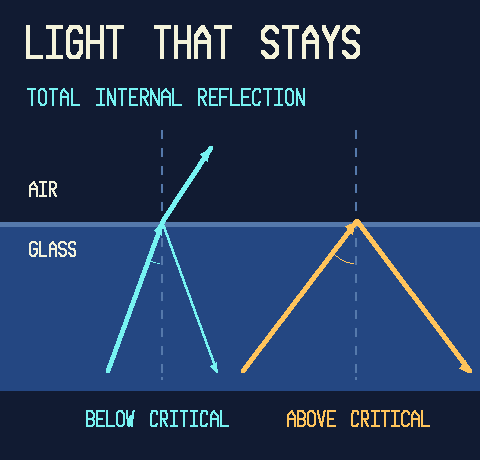 LIGHT THAT STAYS
TOTAL INTERNAL REFLECTION
AIR
GLASS
BELOW CRITICAL
ABOVE CRITICAL